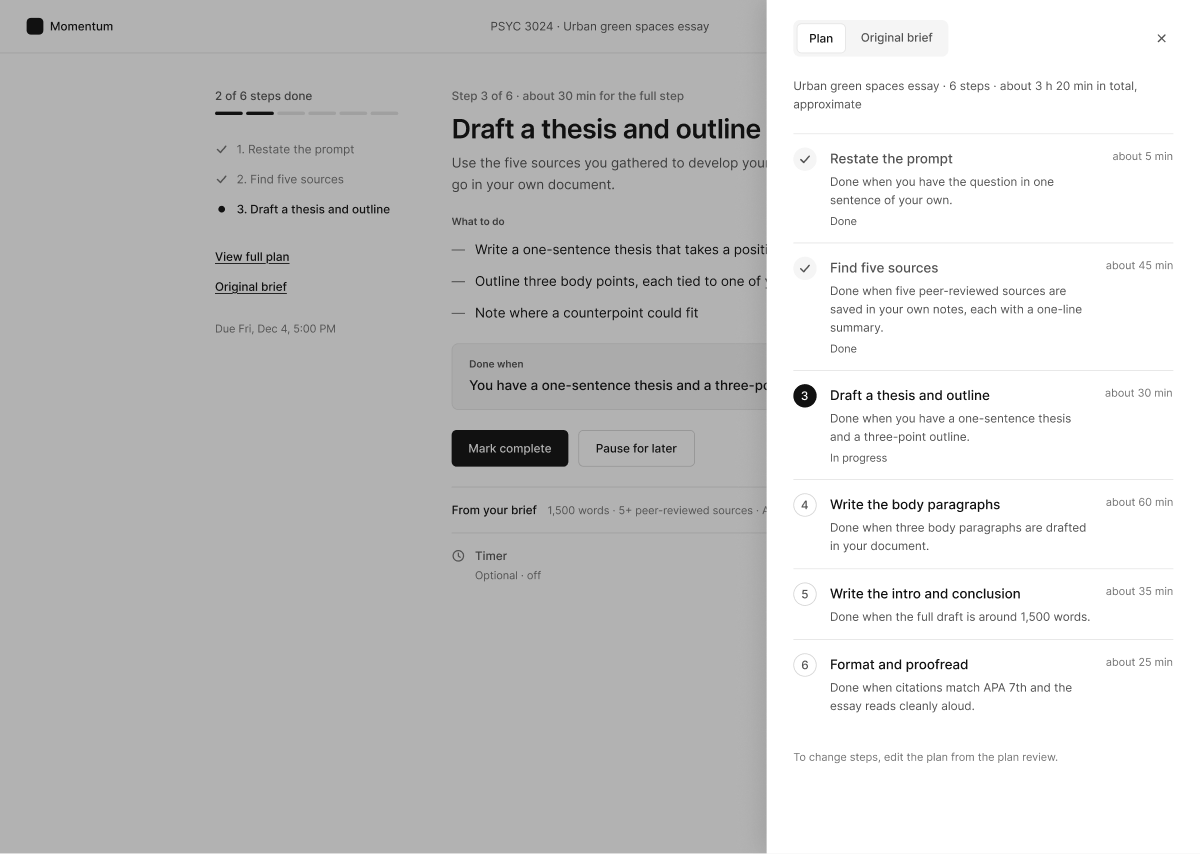 Momentum
PSYC 3024 · Urban green spaces essay
2 of 6 steps done
1. Restate the prompt
2. Find five sources
3. Draft a thesis and outline
View full plan
Original brief
Due Fri, Dec 4, 5:00 PM
Step 3 of 6 · about 30 min for the full step
Draft a thesis and outline
Use the five sources you gathered to develop
go in your own document.
What to do
— Write a one-sentence thesis that takes a
— Outline three body points, each tied to one of
— Note where a counterpoint could fit
Done when
You have a one-sentence thesis and a
Mark complete
Pause for later
From your brief 1,500 words · 5+ peer-reviewed sources ·
Timer
Optional · off
Plan
Original brief
Urban green spaces essay · 6 steps · about 3 h 20 min in total,
approximate
Restate the prompt about 5 min
Done when you have the question in one
sentence of your own.
Done
Find five sources about 45 min
Done when five peer-reviewed sources are
saved in your own notes, each with a one-line
summary.
Done
3 Draft a thesis and outline about 30 min
Done when you have a one-sentence thesis
and a three-point outline.
In progress
4 Write the body paragraphs about 60 min
Done when three body paragraphs are drafted
in your document.
5 Write the intro and conclusion about 35 min
Done when the full draft is around 1,500 words.
6 Format and proofread about 25 min
Done when citations match APA 7th and the
essay reads cleanly aloud.
To change steps, edit the plan from the plan review.